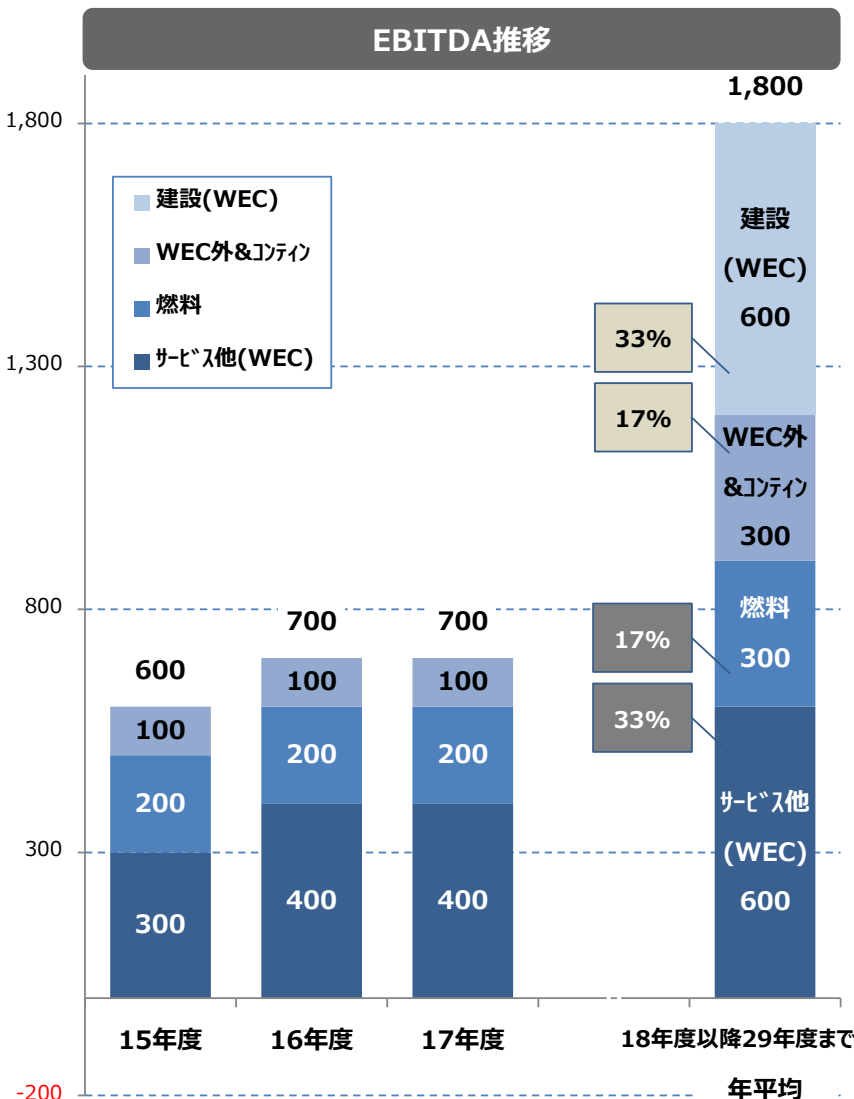 EBITDA推移
1,800
1,800
1,300
800
300
-200
建設(WEC)
WEC外&ｺﾝﾃｨﾝ
燃料
ｻｰﾋﾞｽ他(WEC)
600
100
200
300
700
100
200
400
700
100
200
400
33%
17%
17%
33%
建設
(WEC)
600
WEC外
&ｺﾝﾃｨﾝ
300
燃料
300
ｻｰﾋﾞｽ他
(WEC)
600
15年度
16年度
17年度
18年度以降29年度まで
年平均